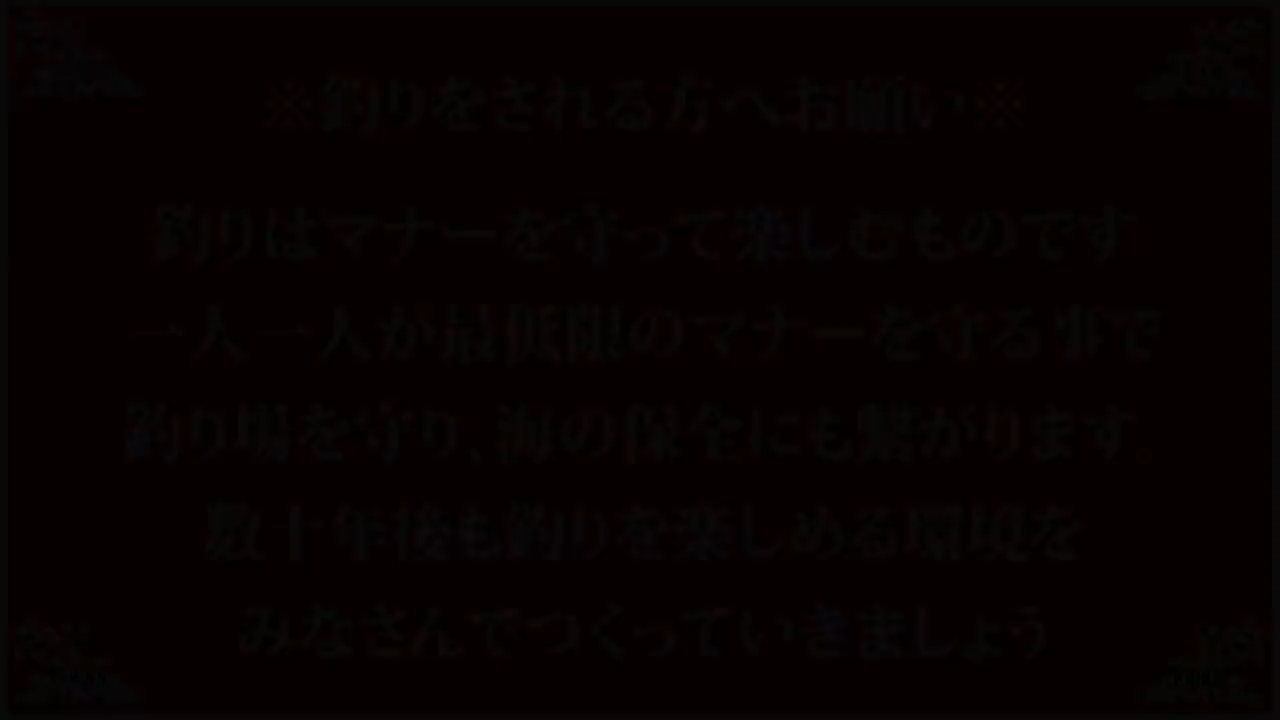 ※釣りをされる方へお願い※
釣りはマナーを守って楽しむものです
一人一人が最低限のマナーを守る事で
釣り場を守り、海の保全にも繋がります
数十年後も釣りを楽しめる環境を
みなさんでつくっていきましょう